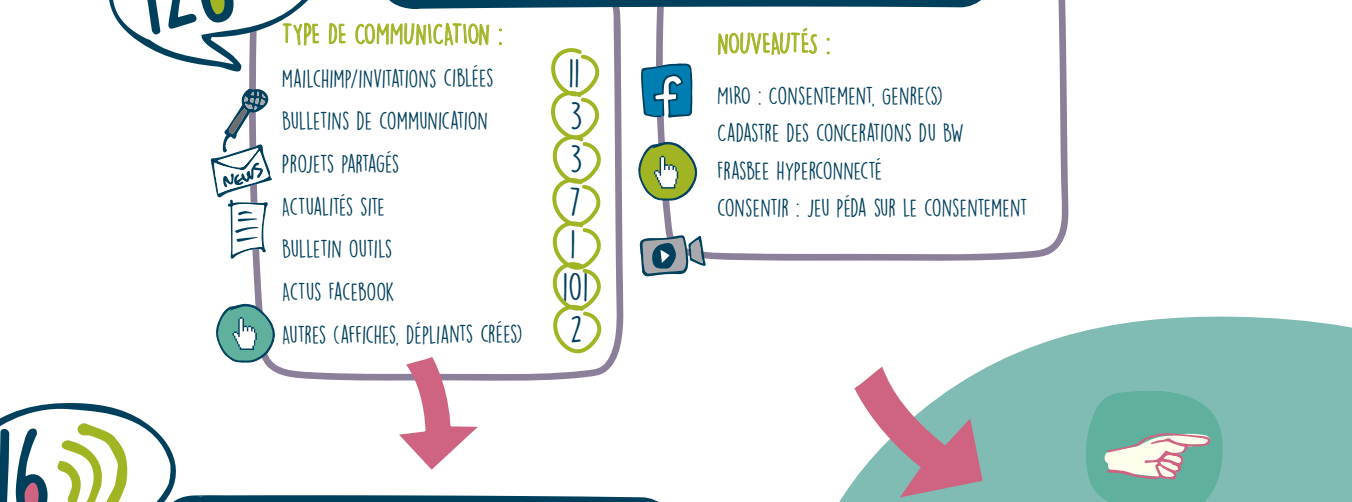 TYPE DE COMMUNICATION :
MAILCHIMP/INVITATIONS CIBLÉES 11
BULLETINS DE COMMUNICATION 3
PROJETS PARTAGÉS 3
ACTUALITÉS SITE 7
BULLETIN OUTILS 1
ACTUS FACEBOOK 101
AUTRES (AFFICHES, DÉPLIANTS CRÉES) 2
NEWS
NOUVEAUTÉS :
f
MIRO : CONSENTEMENT, GENRE(S)
CADASTRE DES CONCERATIONS DU BW
FRASBEE HYPERCONNECTÉ
CONSENTIR : JEU PÉDA SUR LE CONSENTEMENT